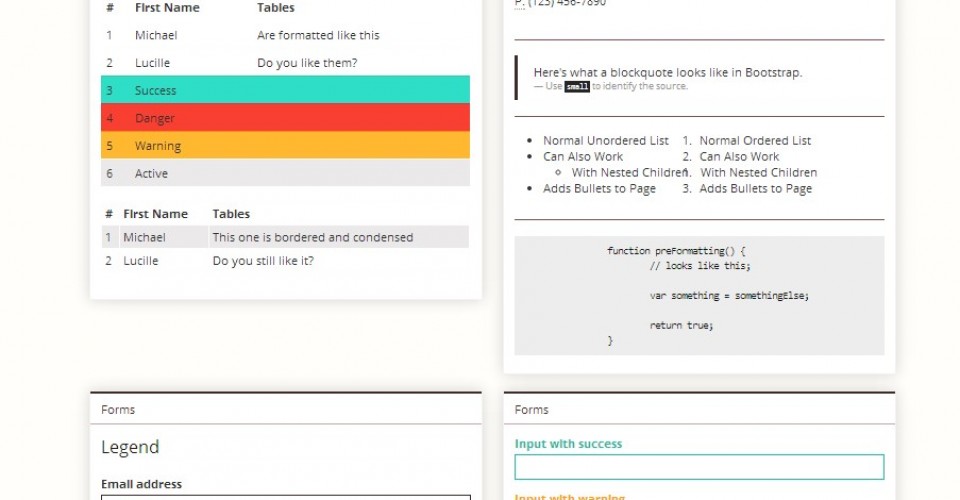 # First Name Tables
1 Michael Are formatted like this
2 Lucille Do you like them?
3 Success
4 Danger
5 Warning
6 Active
# First Name Tables
1 Michael This one is bordered and condensed
2 Lucille Do you still like it?
P: (123) 456-7890
Here's what a blockquote looks like in Bootstrap.
— Use small to identify the source.
• Normal Unordered List
• Can Also Work
◦ With Nested Children
• Adds Bullets to Page
1. Normal Ordered List
2. Can Also Work
1. With Nested Children
3. Adds Bullets to Page
function preFormatting() {
// looks like this;
var something = somethingElse;
return true;
}
Forms
Legend
Email address
Forms
Input with success
Input with warning